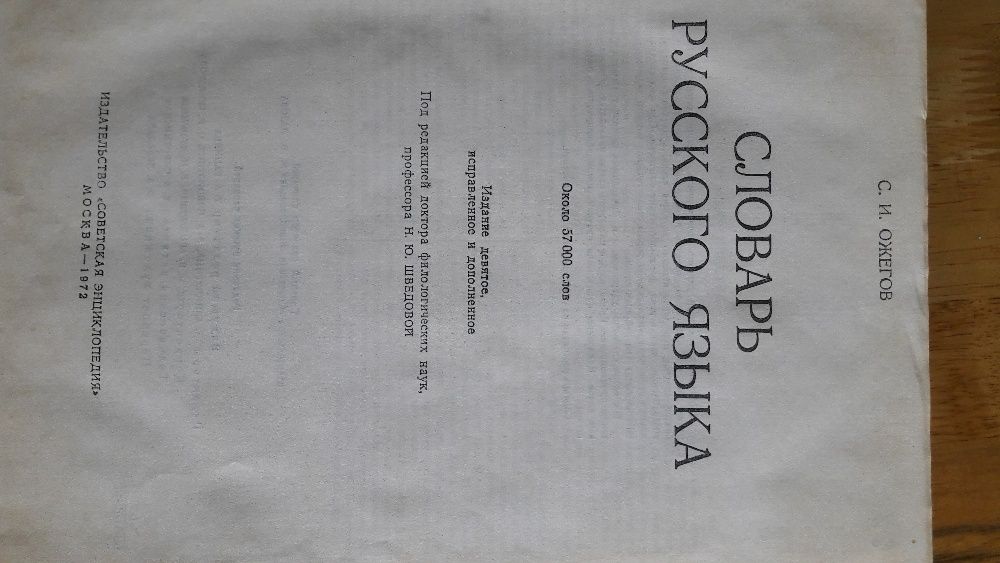 С. И. ОЖЕГОВ
СЛОВАРЬ
РУССКОГО ЯЗЫКА
Около 57 000 слов
Издание девятое,
исправленное и дополненное
Под редакцией доктора филологических наук,
профессора Н. Ю. ШВЕДОВОЙ
ИЗДАТЕЛЬСТВО «СОВЕТСКАЯ ЭНЦИКЛОПЕДИЯ»
МОСКВА — 1972